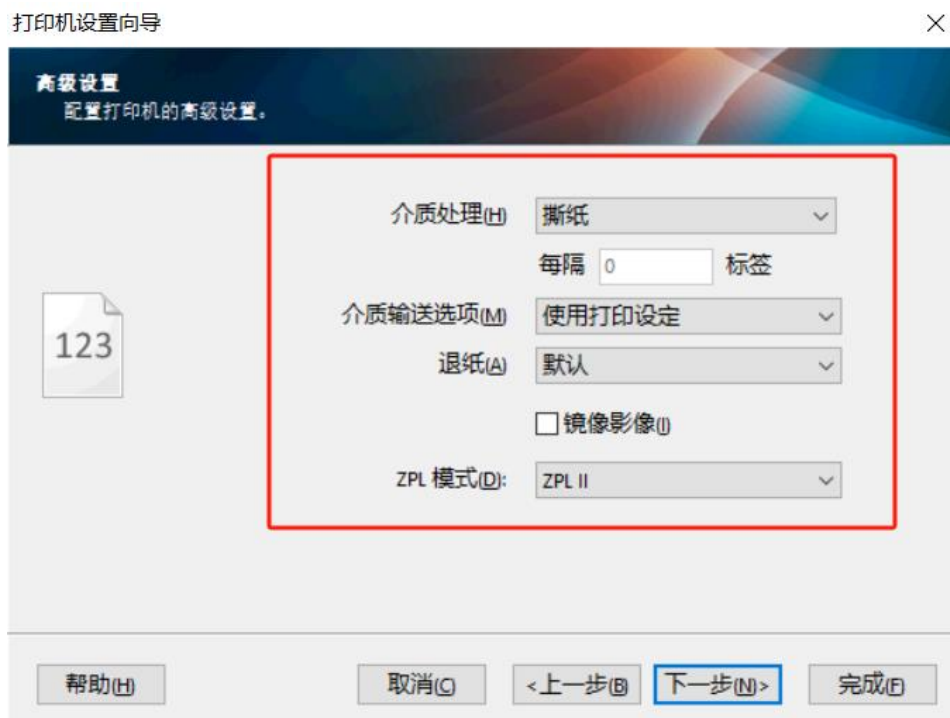 打印机设置向导
高级设置
配置打印机的高级设置。
介质处理(H) 撕纸
每隔 0 标签
介质输送选项(M) 使用打印设定
123
退纸(A) 默认
镜像影像(I)
ZPL 模式(D): ZPL II
帮助(H) 取消(C) <上一步(B) 下一步(N)> 完成(F)